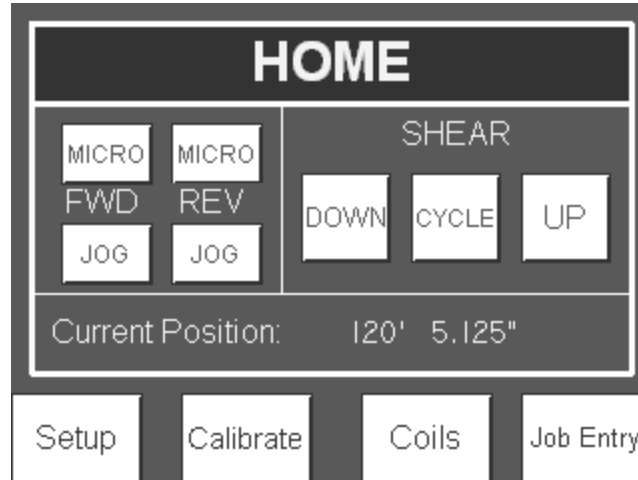 HOME
MICRO MICRO
FWD REV
JOG JOG
SHEAR
DOWN CYCLE UP
Current Position: 120' 5.125"
Setup Calibrate Coils Job Entry